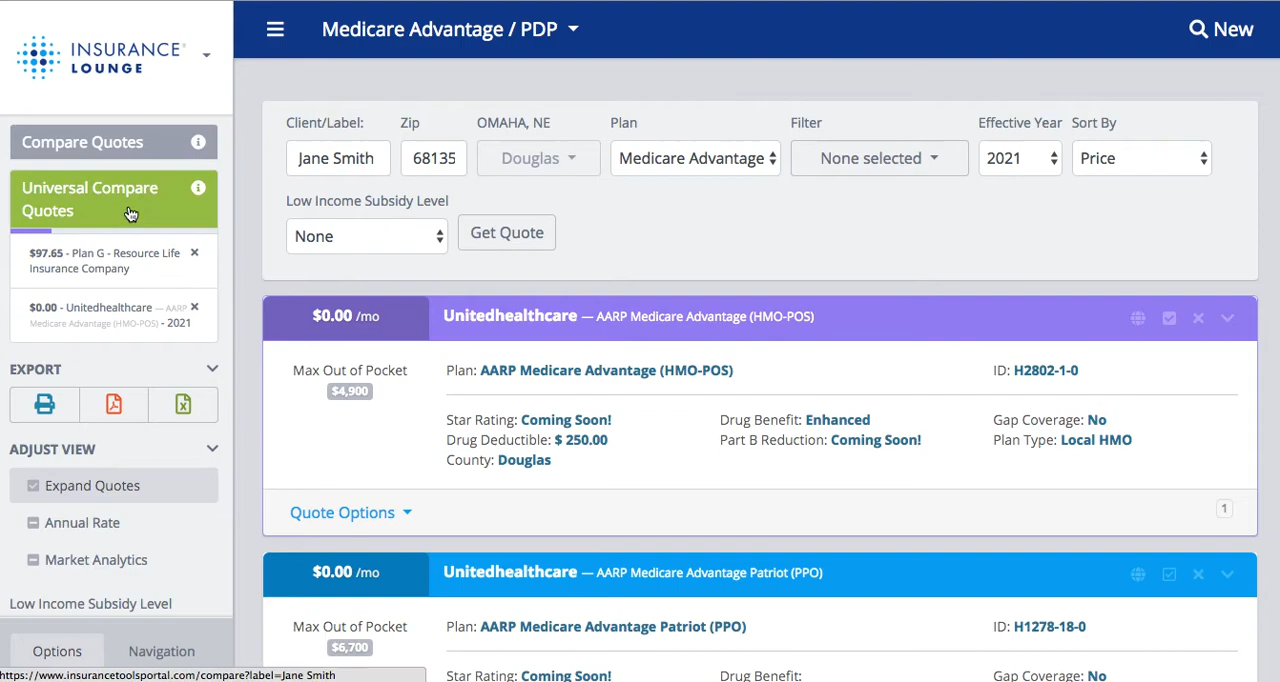 INSURANCE®
LOUNGE
Medicare Advantage / PDP
New
Compare Quotes
Universal Compare
Quotes
$97.65 - Plan G - Resource Life
Insurance Company
$0.00 - Unitedhealthcare — AARP
Medicare Advantage (HMO-POS) - 2021
EXPORT
ADJUST VIEW
Expand Quotes
Annual Rate
Market Analytics
Low Income Subsidy Level
Options
Navigation
https://www.insurancetoolsportal.com/compare?label=Jane Smith
Client/Label:
Zip
OMAHA, NE
Plan
Filter
Effective Year
Sort By
Jane Smith
68135
Douglas
Medicare Advantage
None selected
2021
Price
Low Income Subsidy Level
None
Get Quote
$0.00 /mo
Unitedhealthcare — AARP Medicare Advantage (HMO-POS)
Max Out of Pocket
$4,900
Plan: AARP Medicare Advantage (HMO-POS)
ID: H2802-1-0
Star Rating: Coming Soon!
Drug Benefit: Enhanced
Gap Coverage: No
Drug Deductible: $ 250.00
Part B Reduction: Coming Soon!
Plan Type: Local HMO
County: Douglas
Quote Options
1
$0.00 /mo
Unitedhealthcare — AARP Medicare Advantage Patriot (PPO)
Max Out of Pocket
$6,700
Plan: AARP Medicare Advantage Patriot (PPO)
ID: H1278-18-0
Star Rating: Coming Soon!
Drug Benefit:
Gap Coverage: No